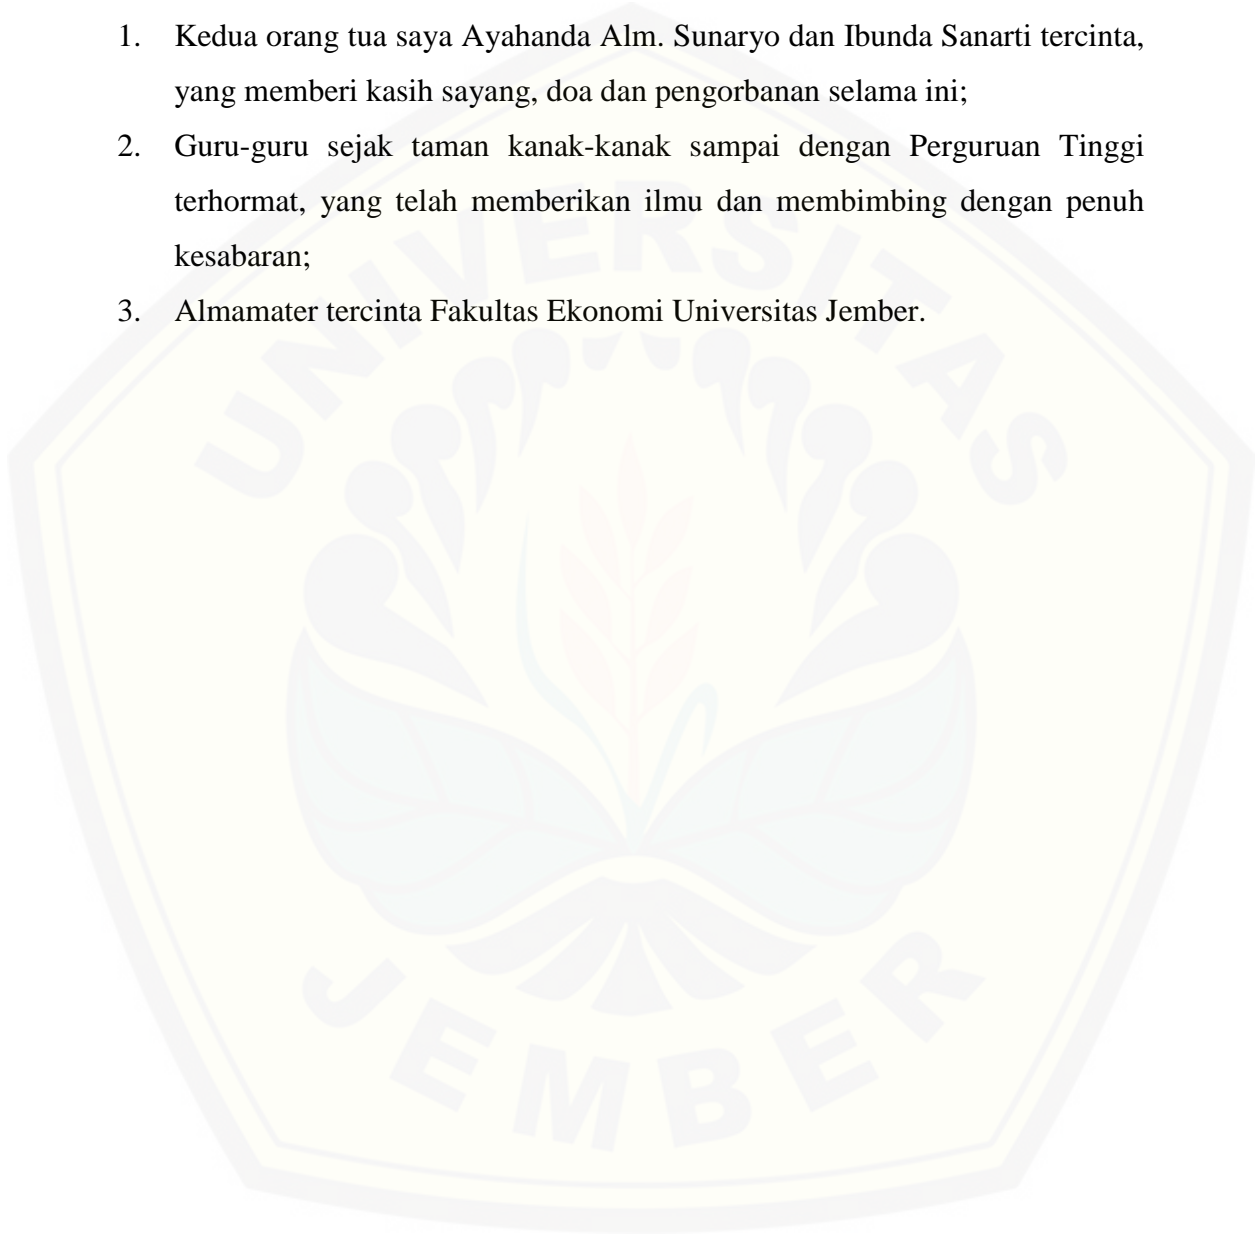 1. Kedua orang tua saya Ayahanda Alm. Sunaryo dan Ibunda Sanarti tercinta,
yang memberi kasih sayang, doa dan pengorbanan selama ini;
2. Guru-guru sejak taman kanak-kanak sampai dengan Perguruan Tinggi
terhormat, yang telah memberikan ilmu dan membimbing dengan penuh
kesabaran;
3. Almamater tercinta Fakultas Ekonomi Universitas Jember.
UNIVERSITAS
JEMBER